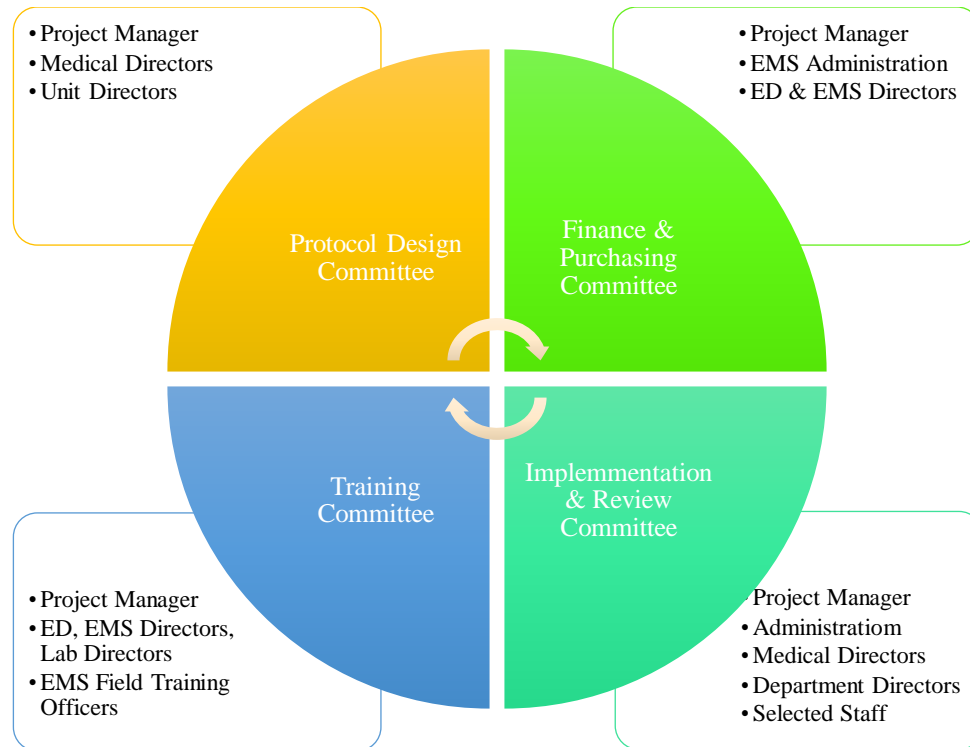 • Project Manager
• Medical Directors
• Unit Directors
• Project Manager
• EMS Administration
• ED & EMS Directors
Protocol Design
Committee
Finance &
Purchasing
Committee
Training
Committee
Implemmentation
& Review
Committee
• Project Manager
• ED, EMS Directors,
Lab Directors
• EMS Field Training
Officers
• Project Manager
• Administratiom
• Medical Directors
• Department Directors
• Selected Staff